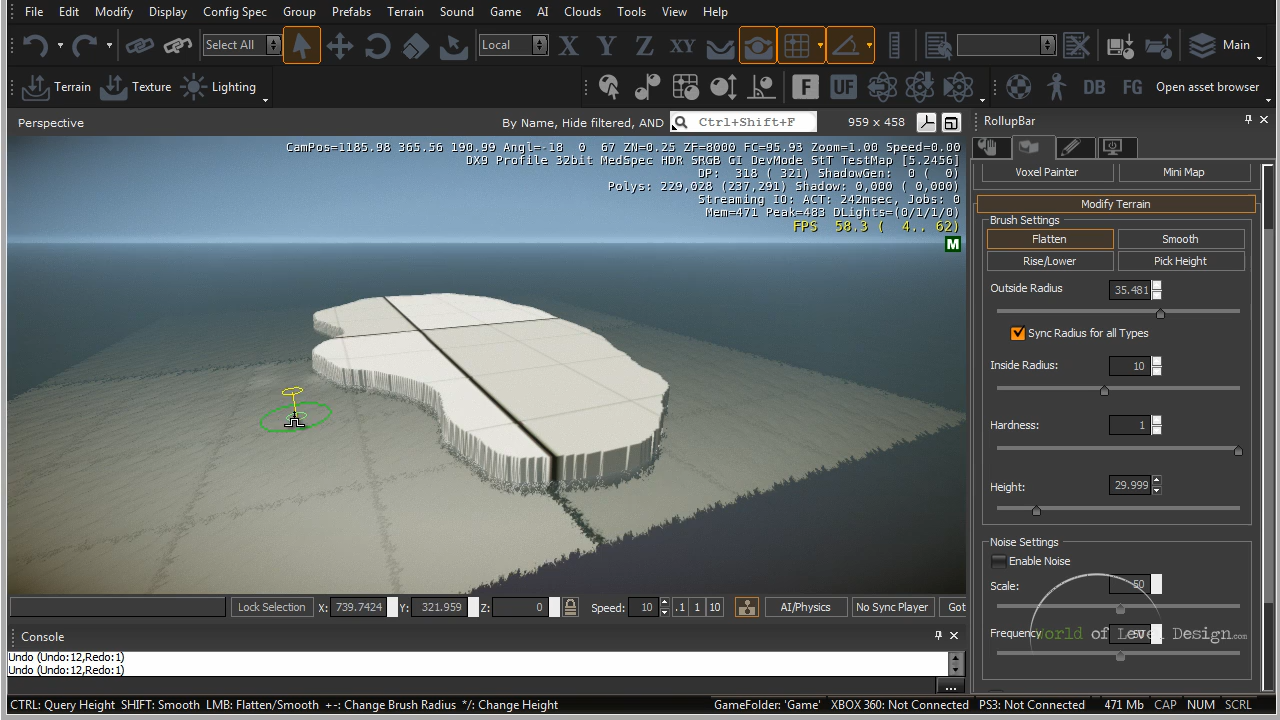 File Edit Modify Display Config Spec Group Prefabs Terrain Sound Game AI Clouds Tools View Help
Select All Local X Y Z XY Main
Terrain Texture Lighting F UF DB FG Open asset browser
Perspective By Name, Hide filtered, AND Ctrl+Shift+F 959 x 458
RollupBar
CamPos=1185.98 365.56 190.99 Angl=-18 0 67 ZN=0.25 ZF=8000 FC=95.93 Zoom=1.00 Speed=0.00
DX9 Profile 32bit MedSpec HDR SRGB GI DevMode StT TestMap [5.2456]
DP: 318 ( 321) ShadowGen: 0 ( 0)
Polys: 229,028 (237,291) Shadow: 0,000 ( 0,000)
Streaming IO: ACT: 242msec, Jobs: 0
Mem=471 Peak=483 DLights=(0/1/1/0)
FPS 58.3 ( 4.. 62)
M
Voxel Painter Mini Map
Modify Terrain
Brush Settings
Flatten Smooth
Rise/Lower Pick Height
Outside Radius 35.481
Sync Radius for all Types
Inside Radius: 10
Hardness: 1
Height: 29.999
Noise Settings
Enable Noise
Scale: 50
Frequency 50
World of Level Design.com
Lock Selection X: 739.7424 Y: 321.959 Z: 0 Speed: 10 .1 1 10 AI/Physics No Sync Player Got
Console
Undo (Undo:12,Redo:1)
Undo (Undo:12,Redo:1)
...
CTRL: Query Height SHIFT: Smooth LMB: Flatten/Smooth +-: Change Brush Radius */: Change Height GameFolder: 'Game' XBOX 360: Not Connected PS3: Not Connected 471 Mb CAP NUM SCRL